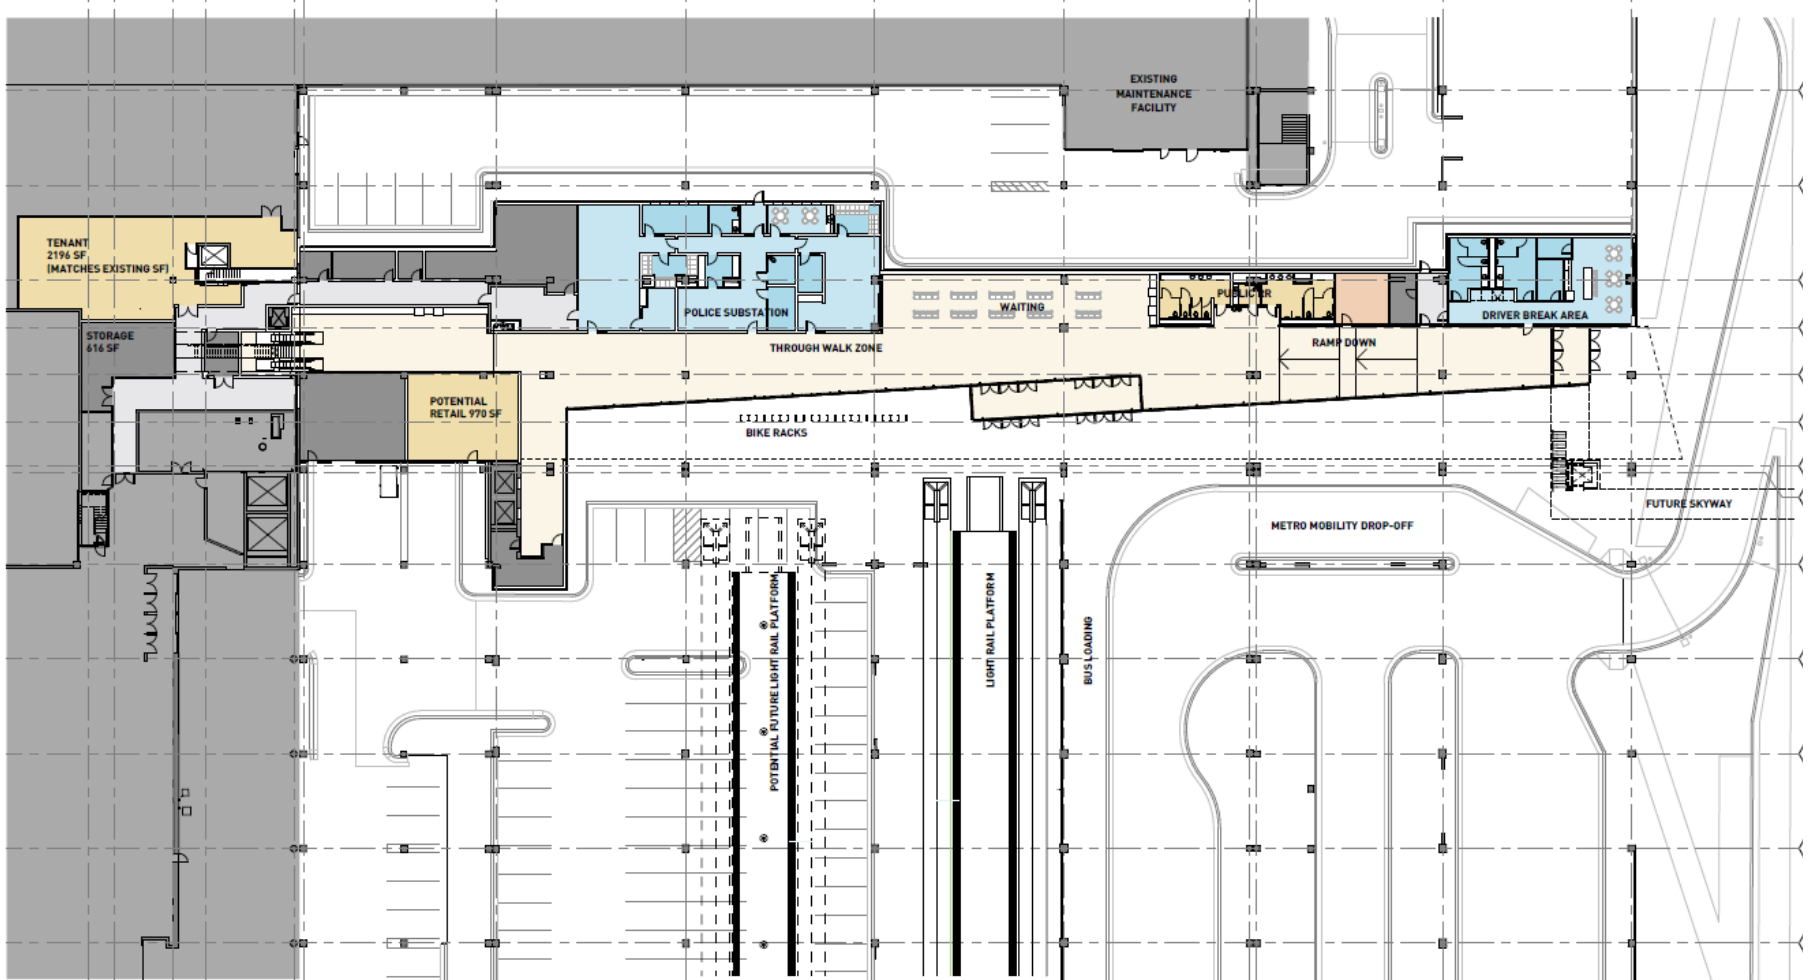 EXISTING
MAINTENANCE
FACILITY
TENANT
2196 SF
(MATCHES EXISTING SF)
STORAGE
616 SF
POLICE SUBSTATION
WAITING
PUBLIC RR
DRIVER BREAK AREA
THROUGH WALK ZONE
RAMP DOWN
POTENTIAL
RETAIL 970 SF
BIKE RACKS
FUTURE SKYWAY
METRO MOBILITY DROP-OFF
POTENTIAL FUTURE LIGHT RAIL PLATFORM
LIGHT RAIL PLATFORM
BUS LOADING